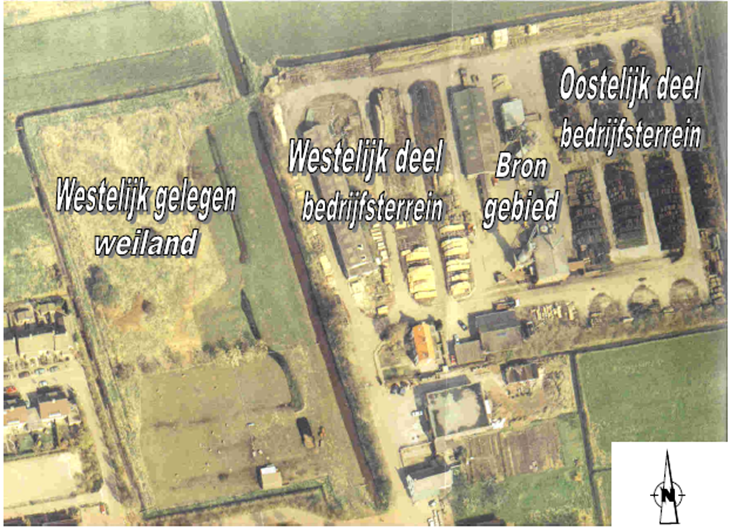 Westelijk gelegen
weiland
Westelijk deel
bedrijfsterrein
Bron
gebied
Oostelijk deel
bedrijfsterrein
N